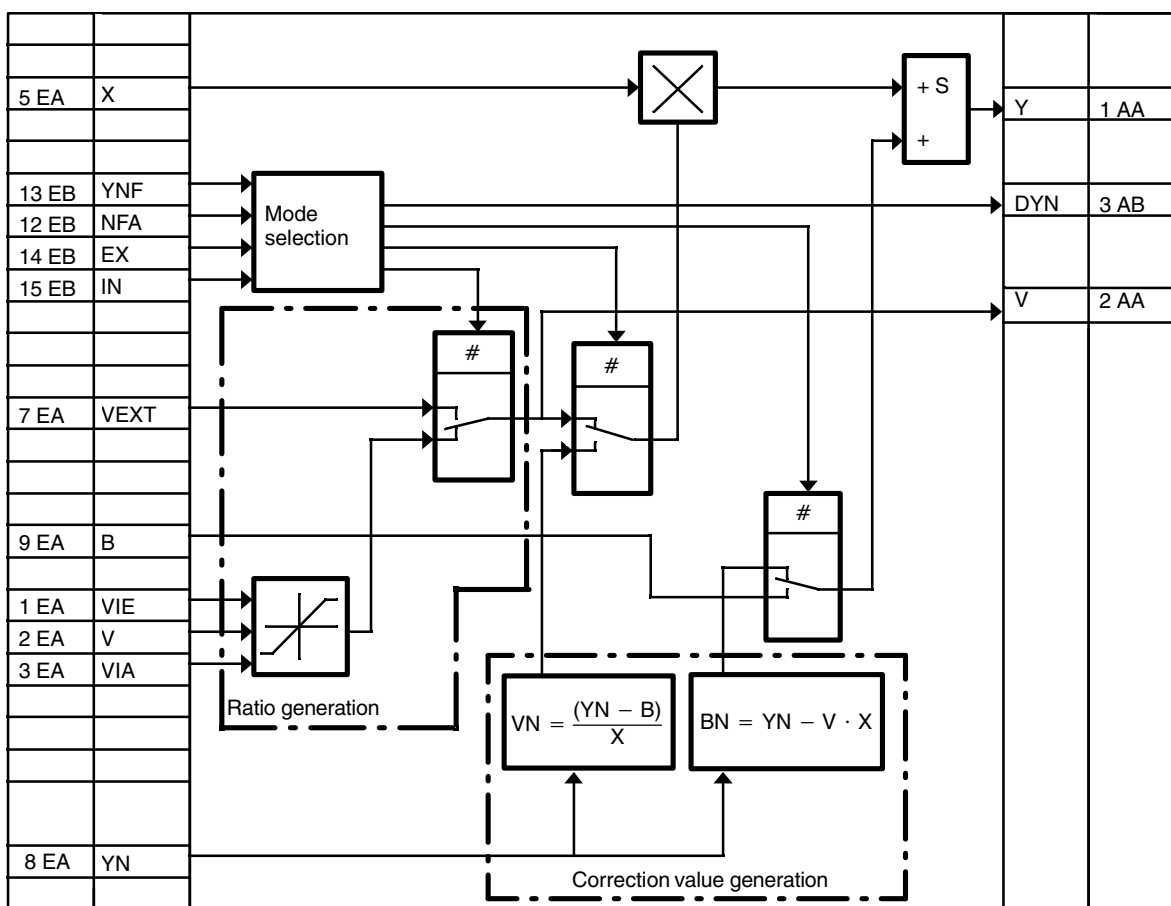 5 EA X
+ S
+
Y 1 AA
13 EB YNF
12 EB NFA
14 EB EX
15 EB IN
Mode
selection
DYN 3 AB
V 2 AA
#
#
7 EA VEXT
#
9 EA B
1 EA VIE
2 EA V
3 EA VIA
Ratio generation
VN = (YN − B) / X
BN = YN − V · X
8 EA YN
Correction value generation